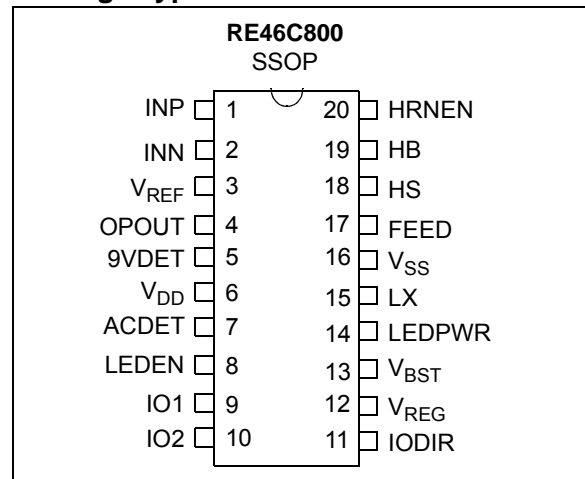 RE46C800
SSOP
INP 1 20 HRNEN
INN 2 19 HB
VREF 3 18 HS
OPOUT 4 17 FEED
9VDET 5 16 VSS
VDD 6 15 LX
ACDET 7 14 LEDPWR
LEDEN 8 13 VBST
IO1 9 12 VREG
IO2 10 11 IODIR